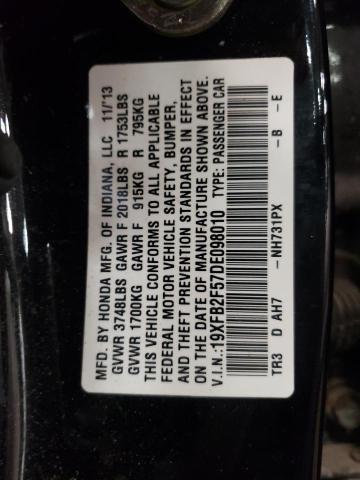 MFD. BY HONDA MFG. OF INDIANA, LLC 11/'13
GVWR 3748LBS GAWR F 2018LBS R 1753LBS
GVWR 1700KG GAWR F 915KG R 795KG
THIS VEHICLE CONFORMS TO ALL APPLICABLE
FEDERAL MOTOR VEHICLE SAFETY, BUMPER,
AND THEFT PREVENTION STANDARDS IN EFFECT
ON THE DATE OF MANUFACTURE SHOWN ABOVE.
V.I.N.: 19XFB2F57DE098010 TYPE: PASSENGER CAR
TR3 D AH7 - NH731PX - B - E